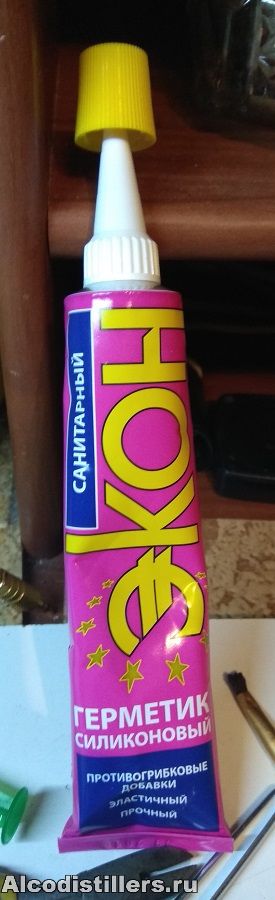 САНИТАРНЫЙ
ЭКОН
ГЕРМЕТИК
СИЛИКОНОВЫЙ
ПРОТИВОГРИБКОВЫЕ
ДОБАВКИ
ЭЛАСТИЧНЫЙ
ПРОЧНЫЙ
Alcodistillers.ru